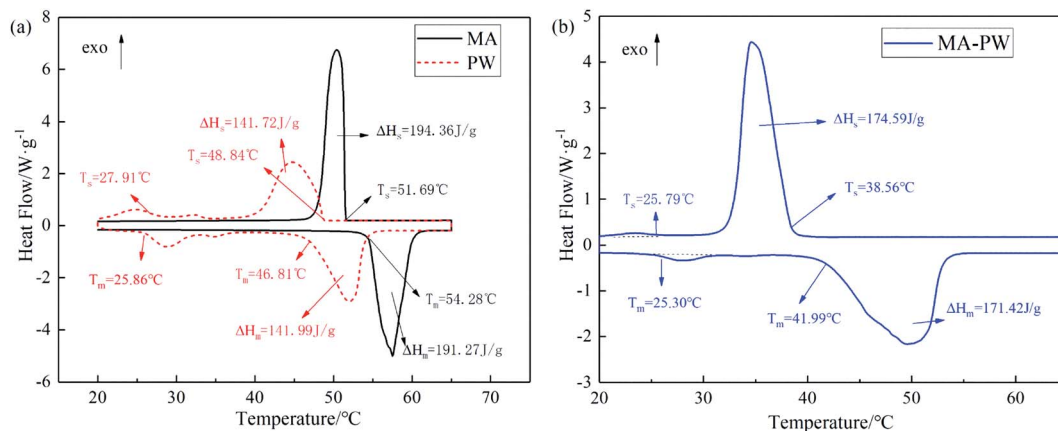 (a)
exo
MA
PW
ΔHs=141.72J/g
Ts=48.84℃
Ts=27.91℃
ΔHs=194.36J/g
Ts=51.69℃
Tm=25.86℃
Tm=46.81℃
ΔHm=141.99J/g
Tm=54.28℃
ΔHm=191.27J/g
Heat Flow/W·g-1
8
6
4
2
0
-2
-4
-6
20
30
40
50
60
70
Temperature/℃
(b)
exo
MA-PW
ΔHs=174.59J/g
Ts=38.56℃
Ts=25.79℃
Tm=25.30℃
Tm=41.99℃
ΔHm=171.42J/g
Heat Flow/W·g-1
5
4
3
2
1
0
-1
-2
-3
20
30
40
50
60
Temperature/℃